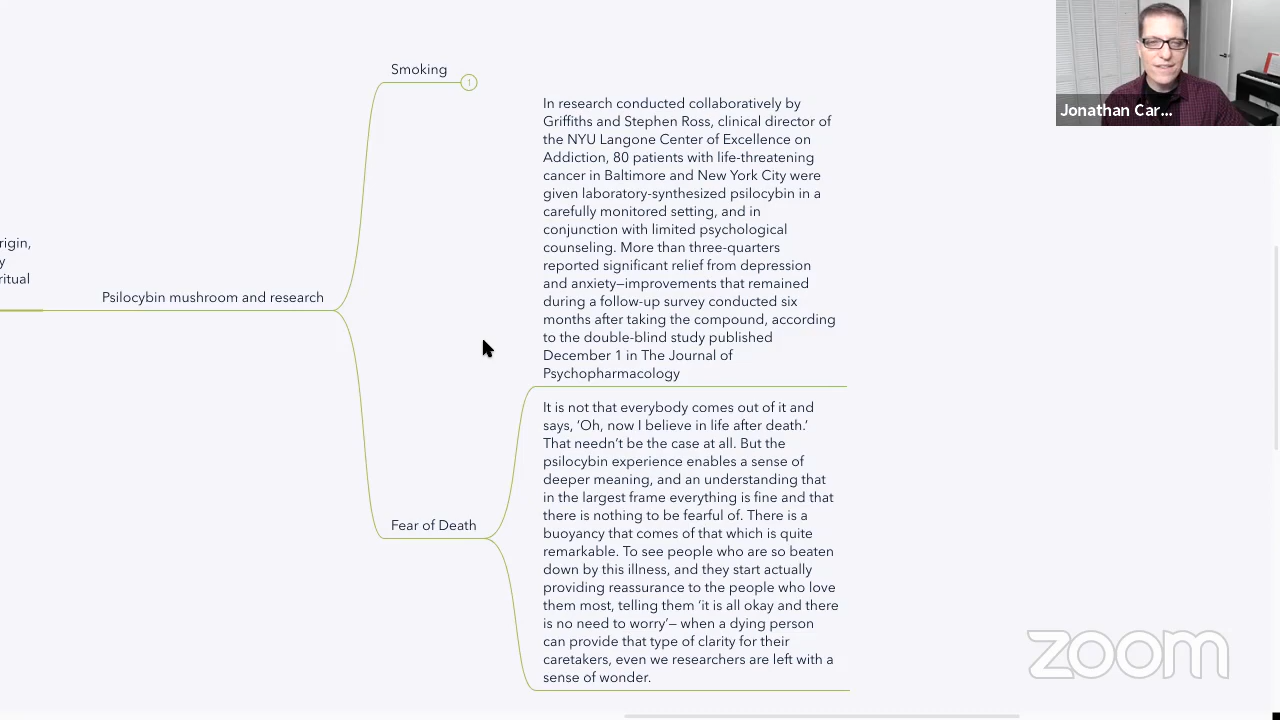 Smoking
1
In research conducted collaboratively by
Griffiths and Stephen Ross, clinical director of
the NYU Langone Center of Excellence on
Addiction, 80 patients with life-threatening
cancer in Baltimore and New York City were
given laboratory-synthesized psilocybin in a
carefully monitored setting, and in
conjunction with limited psychological
counseling. More than three-quarters
reported significant relief from depression
and anxiety—improvements that remained
during a follow-up survey conducted six
months after taking the compound, according
to the double-blind study published
December 1 in The Journal of
Psychopharmacology
rigin,
y
ritual
Psilocybin mushroom and research
Fear of Death
It is not that everybody comes out of it and
says, ‘Oh, now I believe in life after death.’
That needn’t be the case at all. But the
psilocybin experience enables a sense of
deeper meaning, and an understanding that
in the largest frame everything is fine and that
there is nothing to be fearful of. There is a
buoyancy that comes of that which is quite
remarkable. To see people who are so beaten
down by this illness, and they start actually
providing reassurance to the people who love
them most, telling them ‘it is all okay and there
is no need to worry’— when a dying person
can provide that type of clarity for their
caretakers, even we researchers are left with a
sense of wonder.
Jonathan Car...
zoom